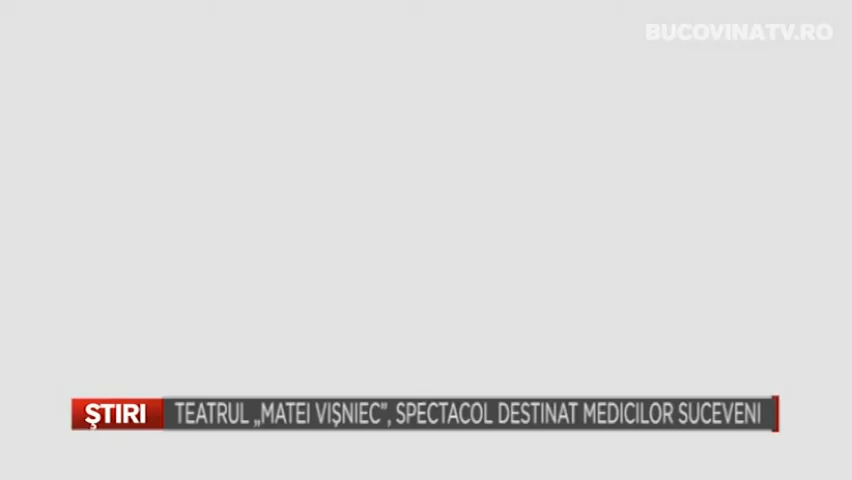 BUCOVINATV.RO
ŞTIRI TEATRUL „MATEI VIŞNIEC”, SPECTACOL DESTINAT MEDICILOR SUCEVENI